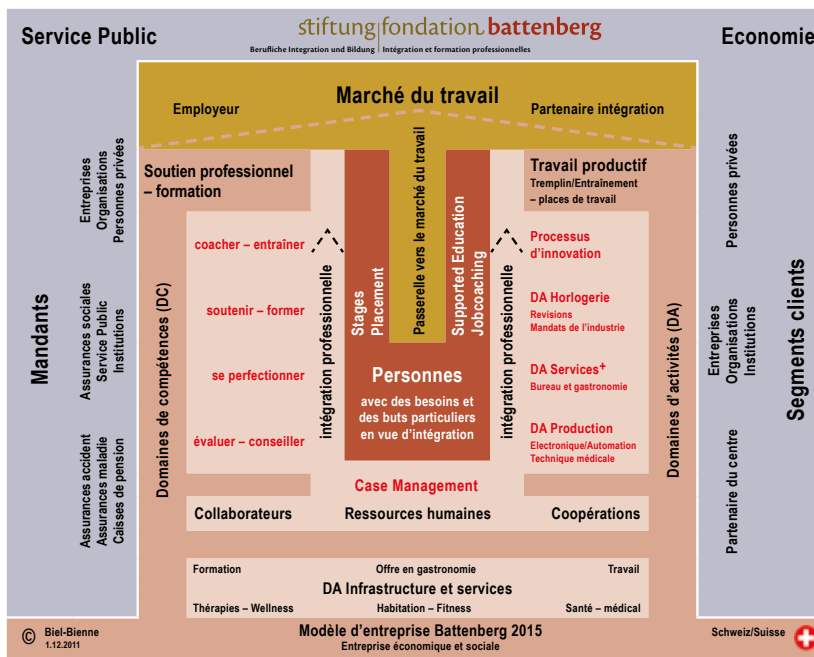 Service Public
stiftung fondation battenberg
Berufliche Integration und Bildung Intégration et formation professionnelles
Economie
Marché du travail
Employeur
Partenaire intégration
Mandants
Entreprises
Organisations
Personnes privées
Assurances sociales
Service Public
Institutions
Assurances accident
Assurances maladie
Caisses de pension
Domaines de compétences (DC)
Soutien professionnel
– formation
coacher – entraîner
soutenir – former
se perfectionner
évaluer – conseiller
intégration professionnelle
Stages
Placement
Passerelle vers le marché du travail
Supported Education
Jobcoaching
intégration professionnelle
Personnes
avec des besoins et
des buts particuliers
en vue d'intégration
Travail productif
Tremplin/Entraînement
– places de travail
Processus
d'innovation
DA Horlogerie
Revisions
Mandats de l'industrie
DA Services+
Bureau et gastronomie
DA Production
Electronique/Automation
Technique médicale
Domaines d'activités (DA)
Personnes privées
Entreprises
Organisations
Institutions
Partenaire du centre
Segments clients
Case Management
Collaborateurs
Ressources humaines
Coopérations
Formation
Offre en gastronomie
Travail
DA Infrastructure et services
Thérapies – Wellness
Habitation – Fitness
Santé – médical
© Biel-Bienne
1.12.2011
Modèle d'entreprise Battenberg 2015
Entreprise économique et sociale
Schweiz/Suisse